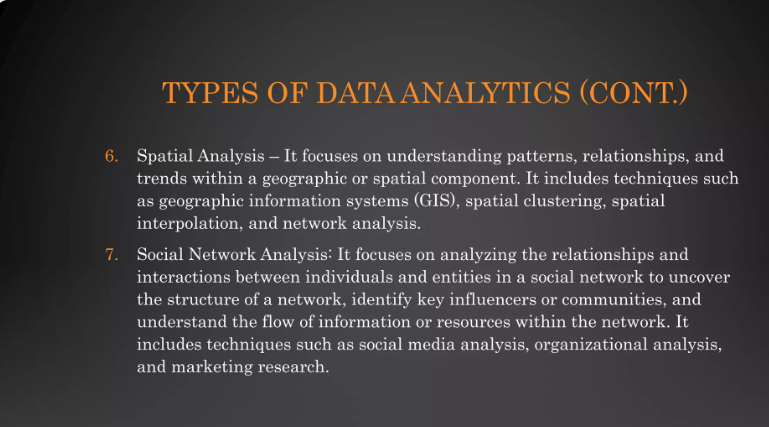 TYPES OF DATA ANALYTICS (CONT.)
6. Spatial Analysis – It focuses on understanding patterns, relationships, and
trends within a geographic or spatial component. It includes techniques such
as geographic information systems (GIS), spatial clustering, spatial
interpolation, and network analysis.
7. Social Network Analysis: It focuses on analyzing the relationships and
interactions between individuals and entities in a social network to uncover
the structure of a network, identify key influencers or communities, and
understand the flow of information or resources within the network. It
includes techniques such as social media analysis, organizational analysis,
and marketing research.